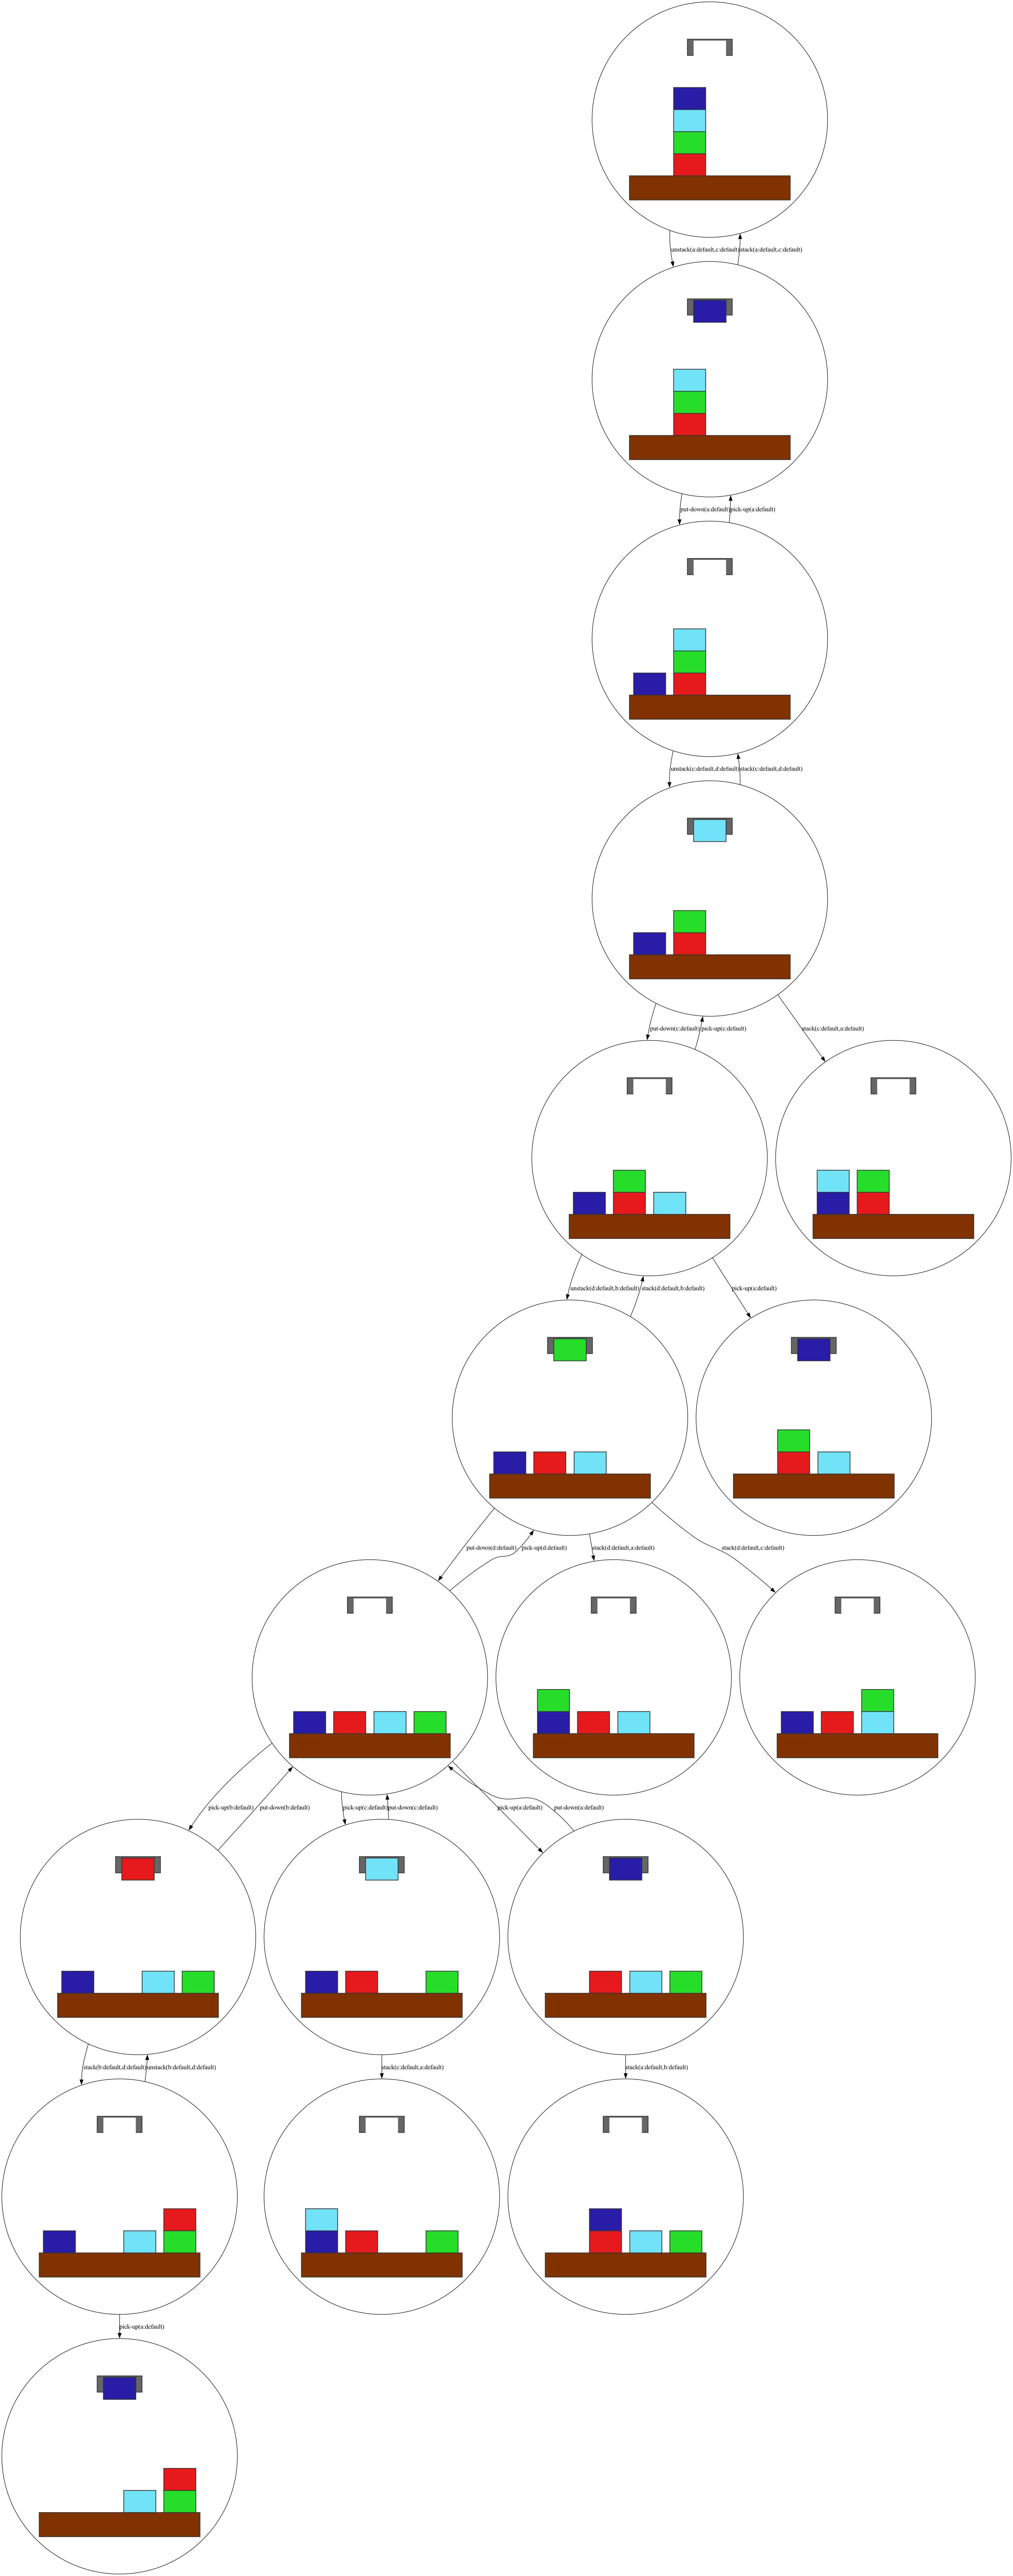 unstack(a:default,c:default)
stack(a:default,c:default)
put-down(a:default)
pick-up(a:default)
unstack(c:default,d:default)
stack(c:default,d:default)
put-down(c:default)
pick-up(c:default)
stack(c:default,a:default)
unstack(d:default,b:default)
stack(d:default,b:default)
pick-up(a:default)
put-down(d:default)
pick-up(d:default)
stack(d:default,a:default)
stack(d:default,c:default)
pick-up(b:default)
put-down(b:default)
pick-up(c:default)
put-down(c:default)
pick-up(a:default)
put-down(a:default)
stack(b:default,d:default)
unstack(b:default,d:default)
stack(c:default,a:default)
stack(a:default,b:default)
pick-up(a:default)